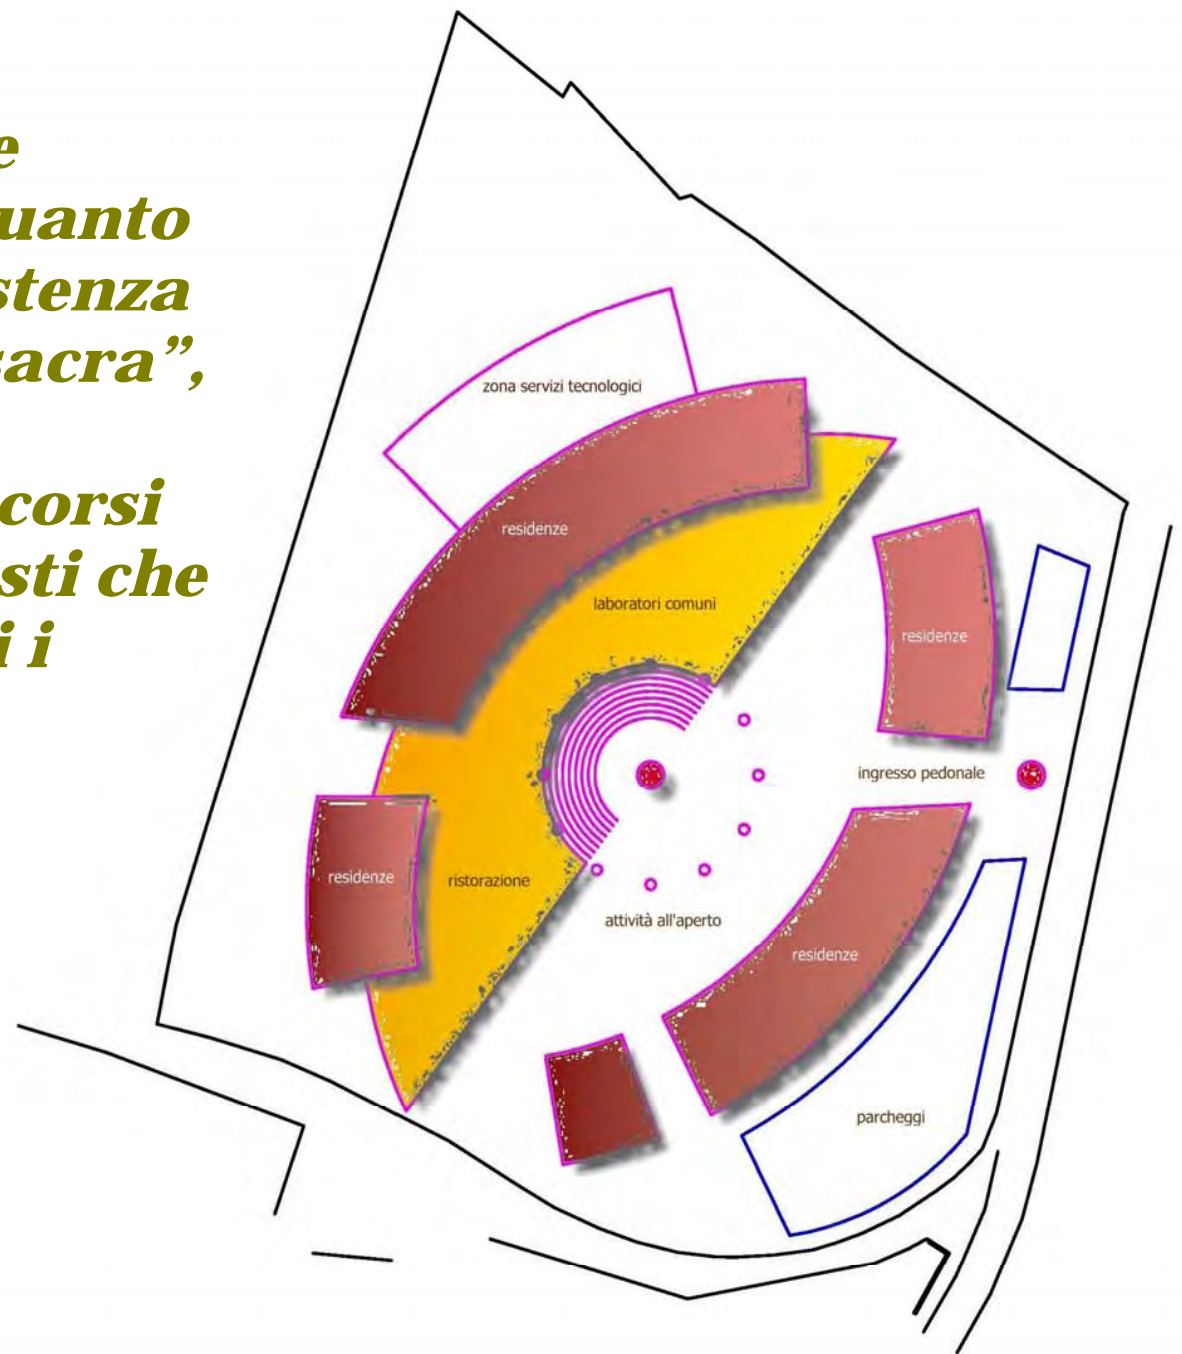 e
uanto
stenza
sacra”,
corsi
sti che
i i
zona servizi tecnologici
residenze
laboratori comuni
residenze
ingresso pedonale
residenze
ristorazione
attività all'aperto
residenze
parcheggi